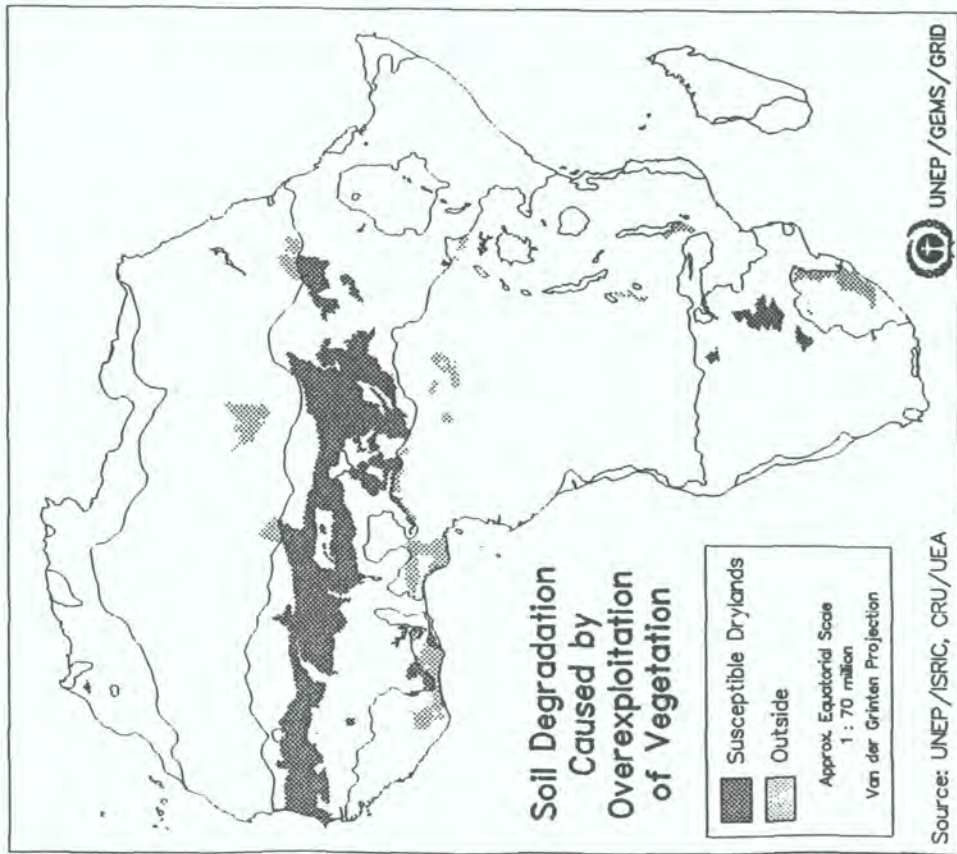 Soil Degradation
Caused by
Overexploitation
of Vegetation
Susceptible Drylands
Outside
Approx. Equatorial Scale
1 : 70 million
Van der Grinten Projection
Source: UNEP/ISRIC, CRU/UEA
UNEP/GEMS/GRID